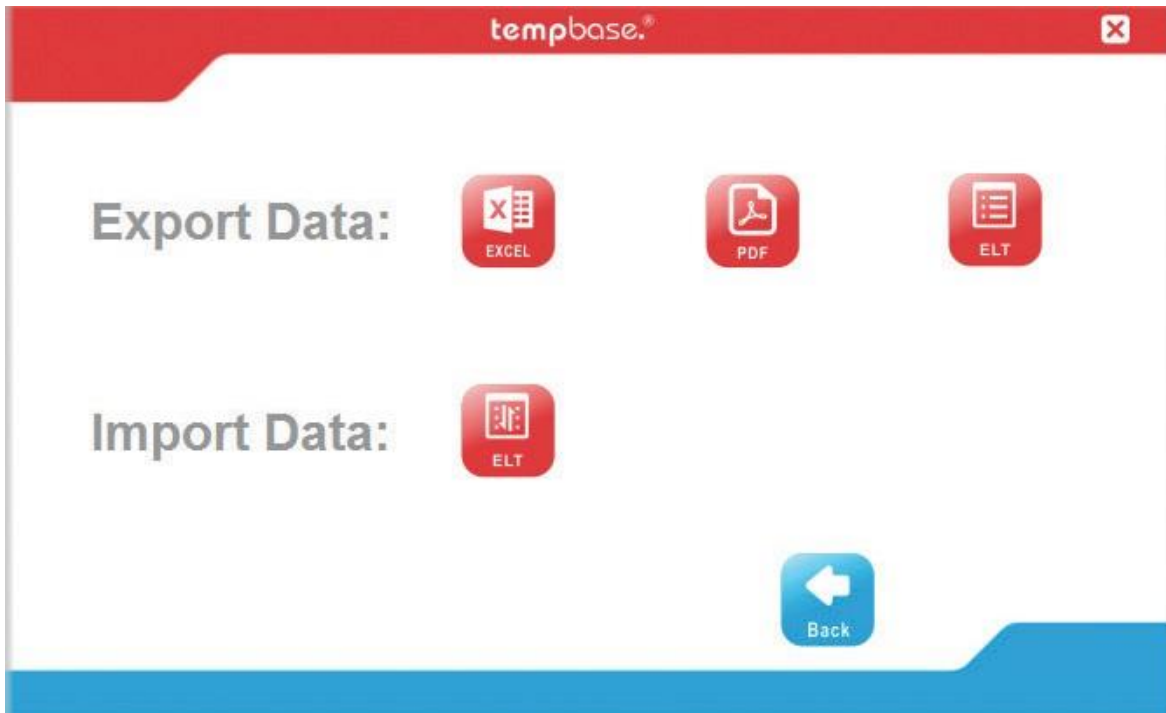 tempbase.®
Export Data:
EXCEL
PDF
ELT
Import Data:
ELT
Back